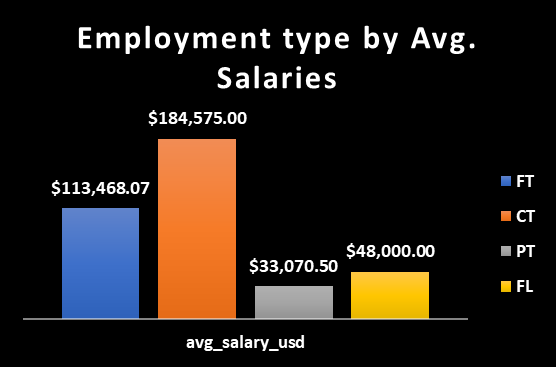 Employment type by Avg.
Salaries
$184,575.00
$113,468.07
$33,070.50
$48,000.00
avg_salary_usd
FT
CT
PT
FL